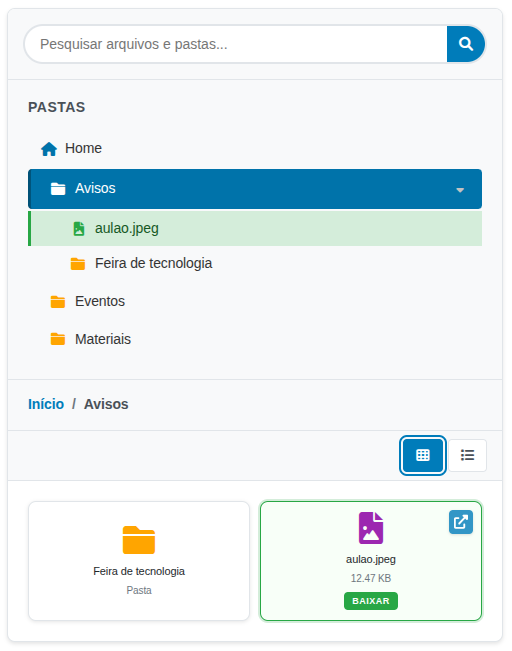 Pesquisar arquivos e pastas...
PASTAS
Home
Avisos
aulao.jpeg
Feira de tecnologia
Eventos
Materiais
Início / Avisos
Feira de tecnologia
Pasta
aulao.jpeg
12.47 KB
BAIXAR